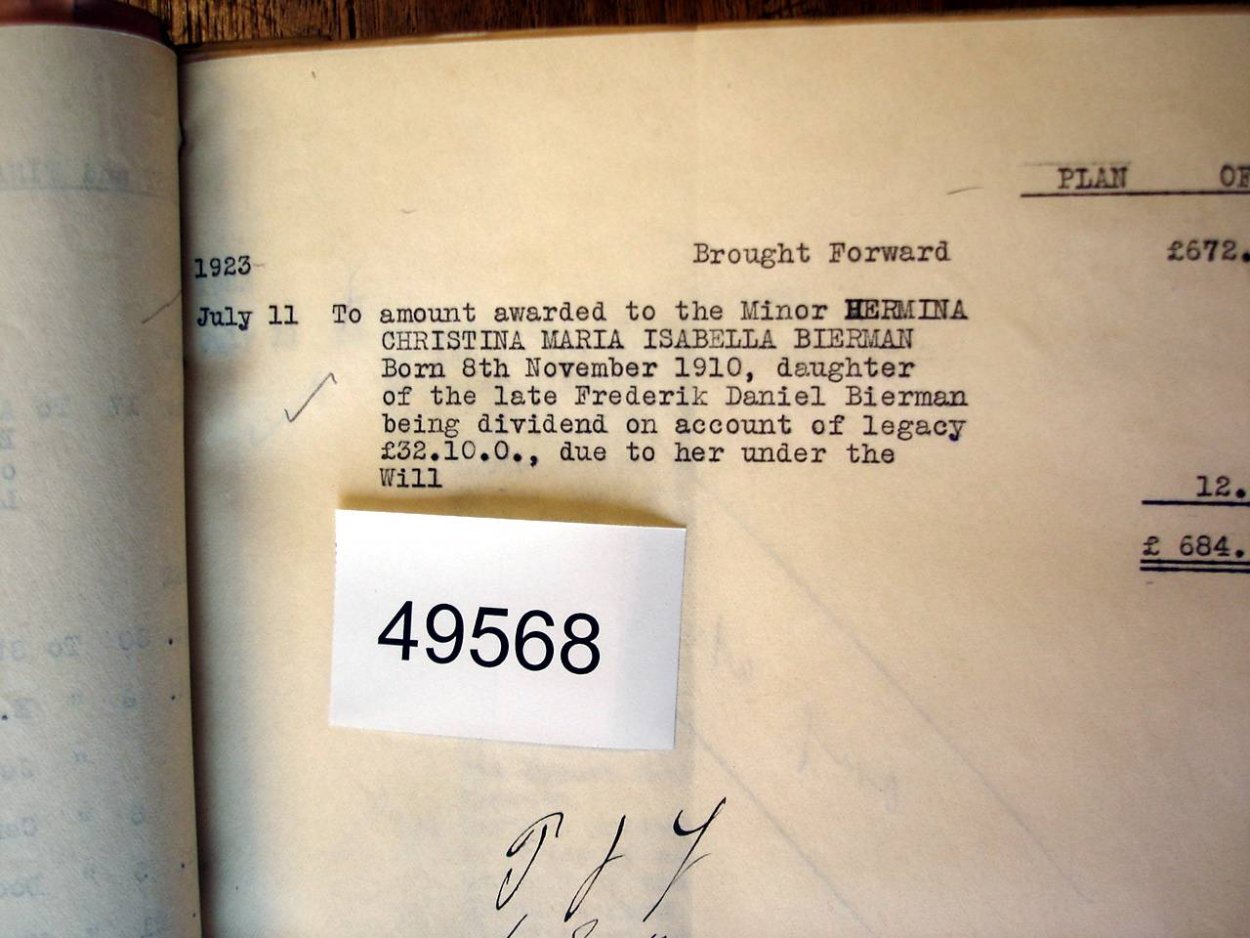 PLAN OF
Brought Forward £672.
1923
July 11 To amount awarded to the Minor HERMINA
CHRISTINA MARIA ISABELLA BIERMAN
Born 8th November 1910, daughter
of the late Frederik Daniel Bierman
being dividend on account of legacy
£32.10.0., due to her under the
Will
12.
£ 684.
49568